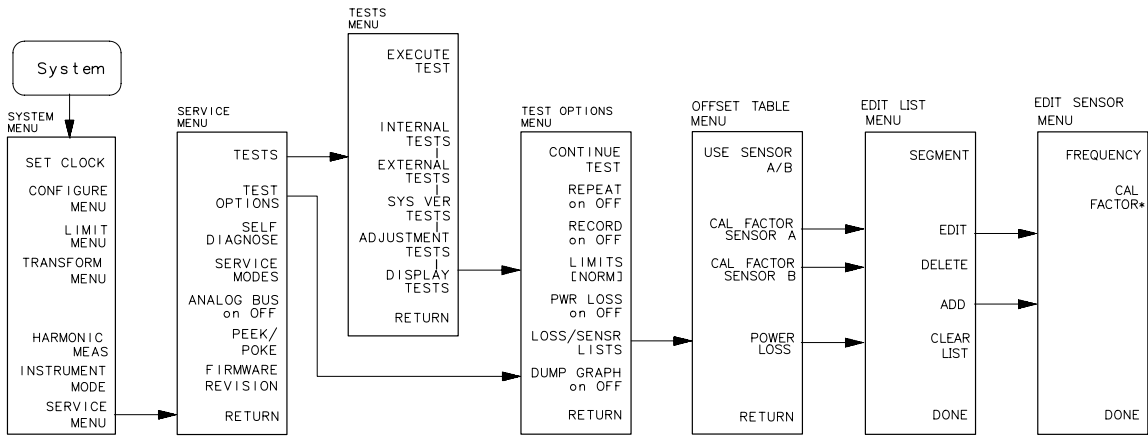 System
SYSTEM
MENU
SET CLOCK
CONFIGURE
MENU
LIMIT
MENU
TRANSFORM
MENU
HARMONIC
MEAS
INSTRUMENT
MODE
SERVICE
MENU
SERVICE
MENU
TESTS
TEST
OPTIONS
SELF
DIAGNOSE
SERVICE
MODES
ANALOG BUS
on OFF
PEEK/
POKE
FIRMWARE
REVISION
RETURN
TESTS
MENU
EXECUTE
TEST
INTERNAL
TESTS
EXTERNAL
TESTS
SYS VER
TESTS
ADJUSTMENT
TESTS
DISPLAY
TESTS
RETURN
TEST OPTIONS
MENU
CONTINUE
TEST
REPEAT
on OFF
RECORD
on OFF
LIMITS
[NORM]
PWR LOSS
on OFF
LOSS/SENSR
LISTS
DUMP GRAPH
on OFF
RETURN
OFFSET TABLE
MENU
USE SENSOR
A/B
CAL FACTOR
SENSOR A
CAL FACTOR
SENSOR B
POWER
LOSS
RETURN
EDIT LIST
MENU
SEGMENT
EDIT
DELETE
ADD
CLEAR
LIST
DONE
EDIT SENSOR
MENU
FREQUENCY
CAL
FACTOR*
DONE